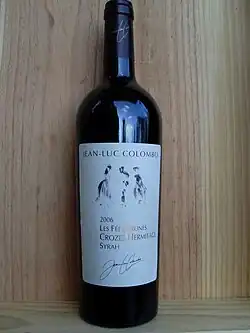 JEAN-LUC COLOMBO
2006
LES FÉES BRUNES
CROZES HERMITAGE
SYRAH